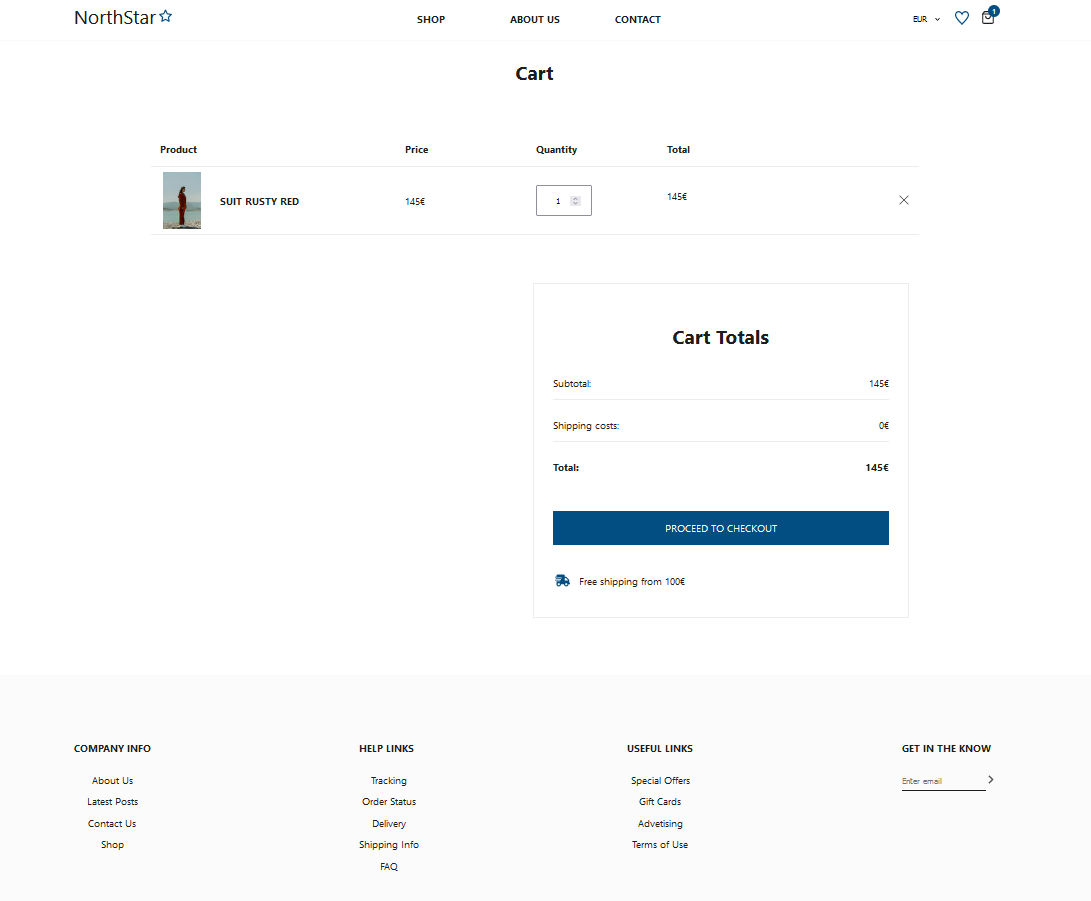 NorthStar
SHOP ABOUT US CONTACT
EUR
1
Cart
Product Price Quantity Total
SUIT RUSTY RED 145€ 1 145€
Cart Totals
Subtotal: 145€
Shipping costs: 0€
Total: 145€
PROCEED TO CHECKOUT
Free shipping from 100€
COMPANY INFO HELP LINKS USEFUL LINKS GET IN THE KNOW
About Us Tracking Special Offers Enter email
Latest Posts Order Status Gift Cards
Contact Us Delivery Advetising
Shop Shipping Info Terms of Use
FAQ